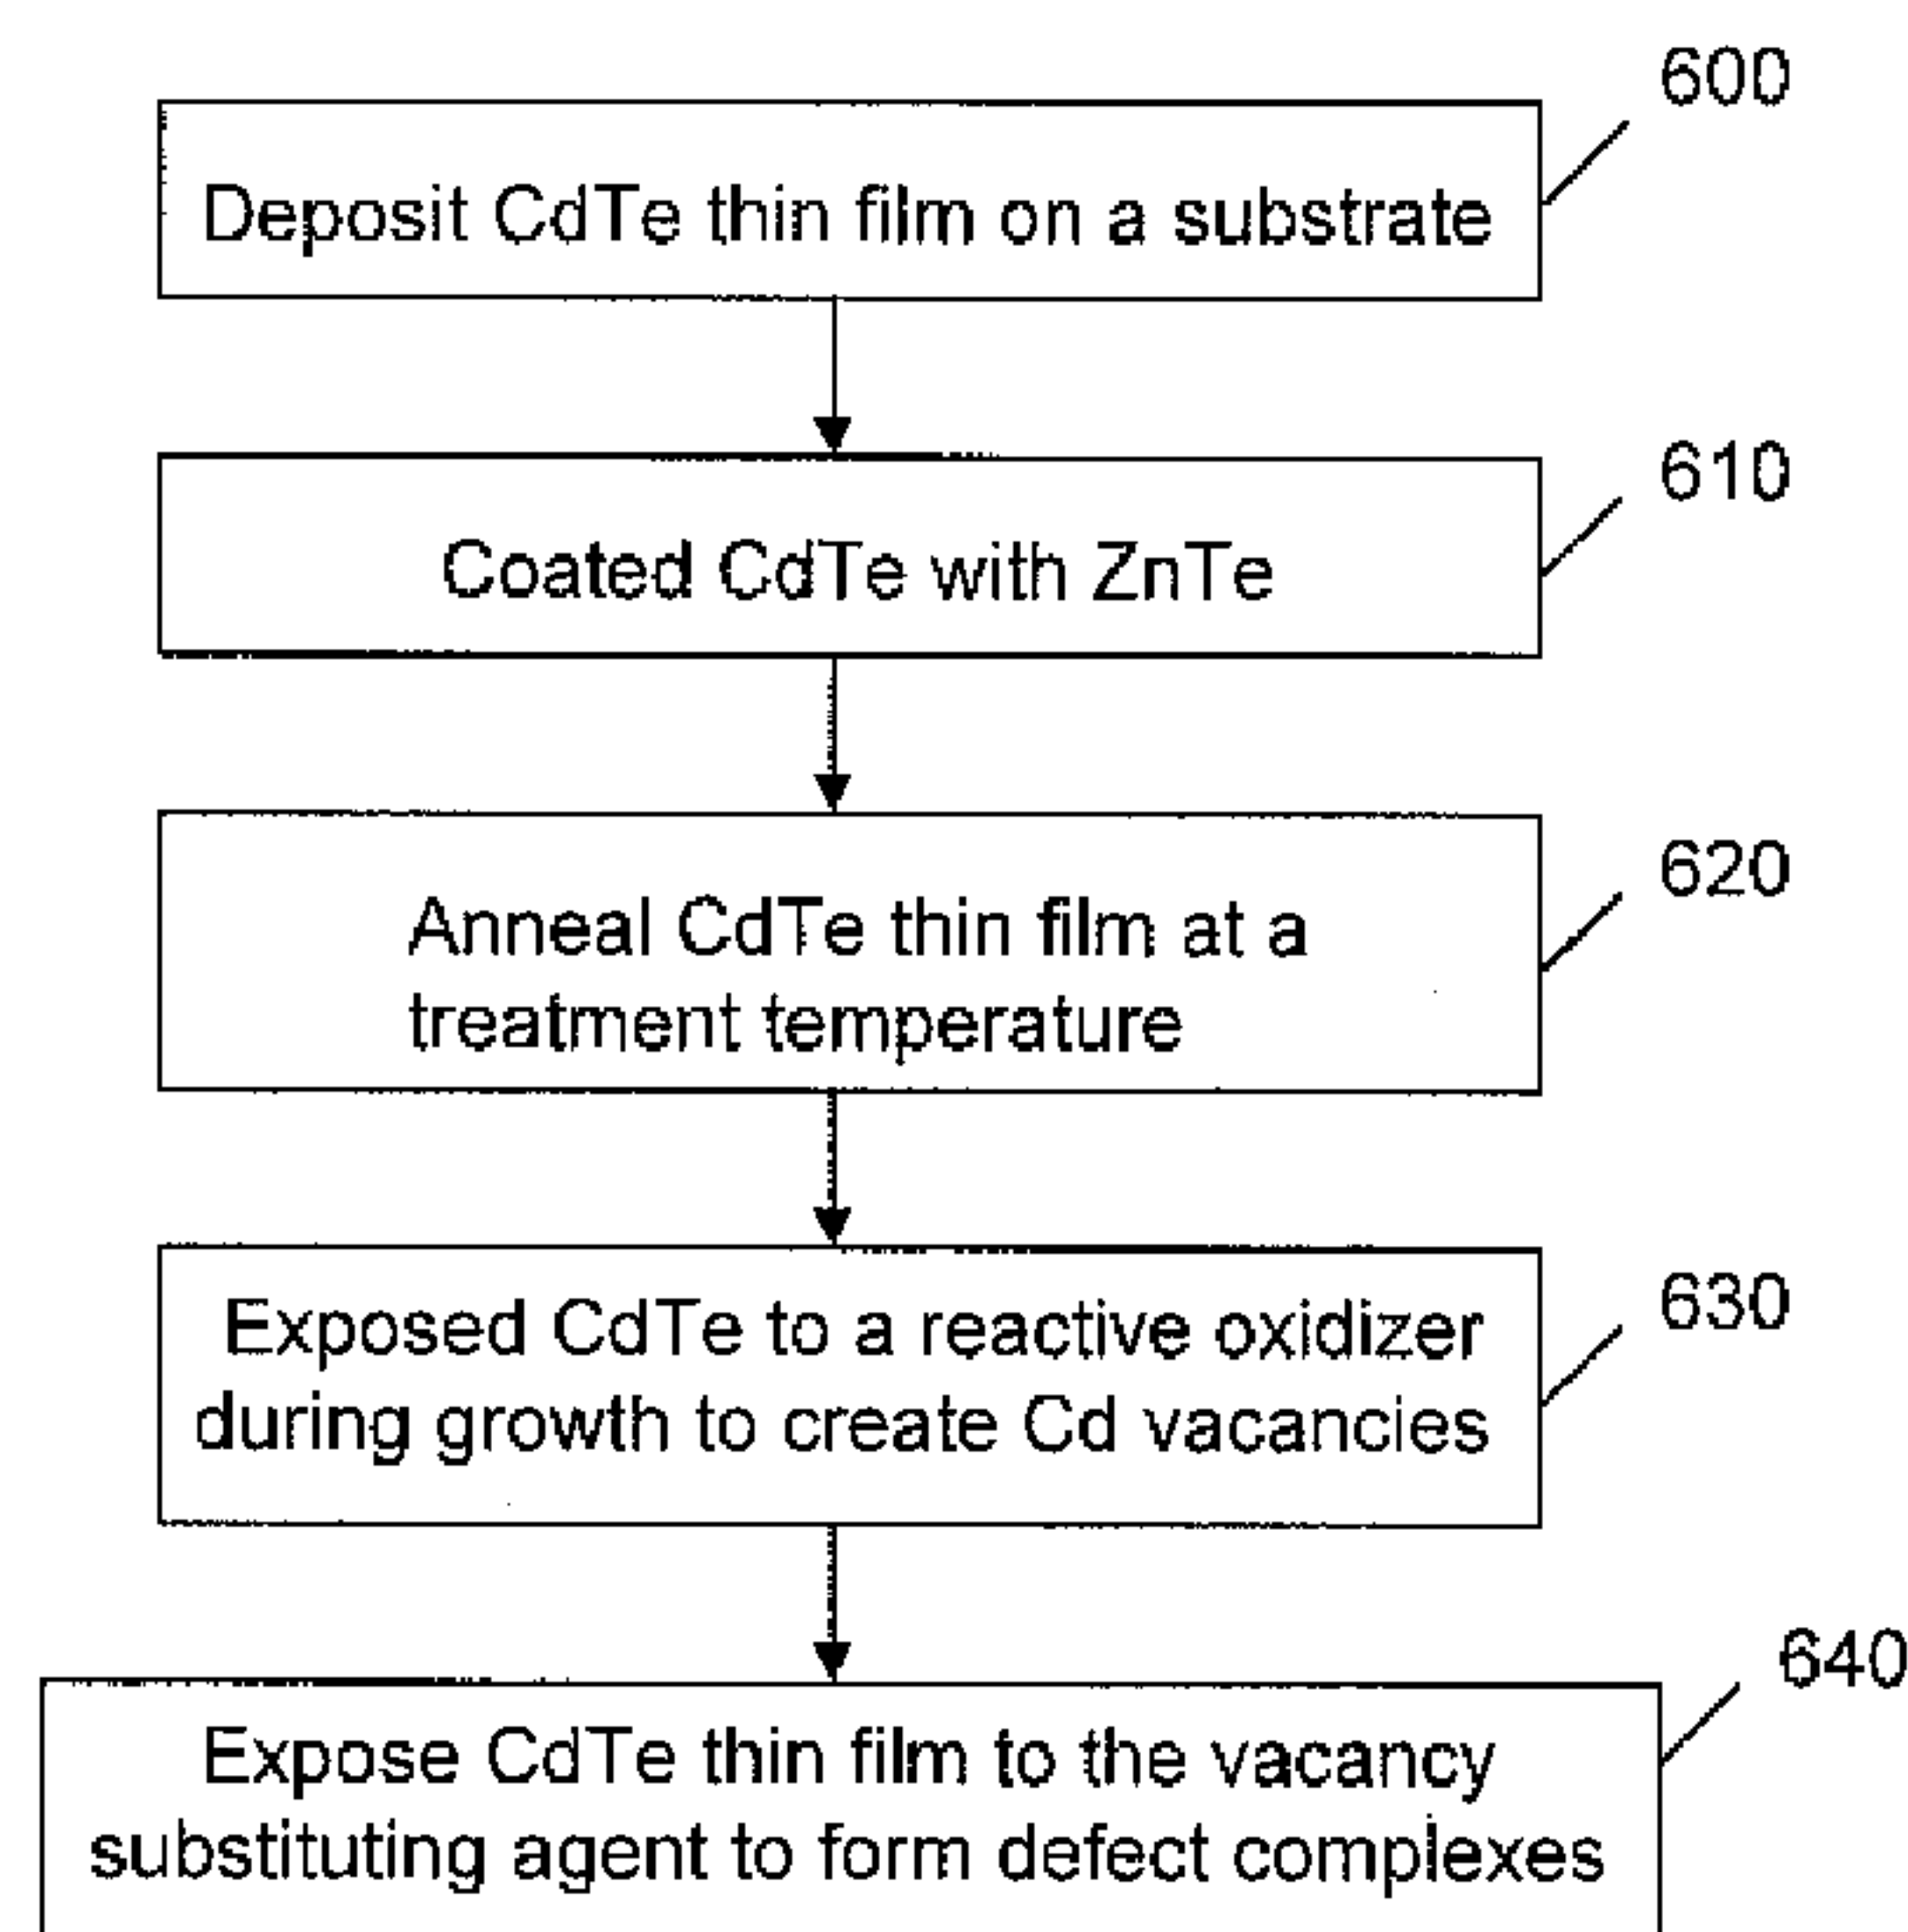 600
Deposit CdTe thin film on a substrate
610
Coated CdTe with ZnTe
620
Anneal CdTe thin film at a
treatment temperature
630
Exposed CdTe to a reactive oxidizer
during growth to create Cd vacancies
640
Expose CdTe thin film to the vacancy
substituting agent to form defect complexes